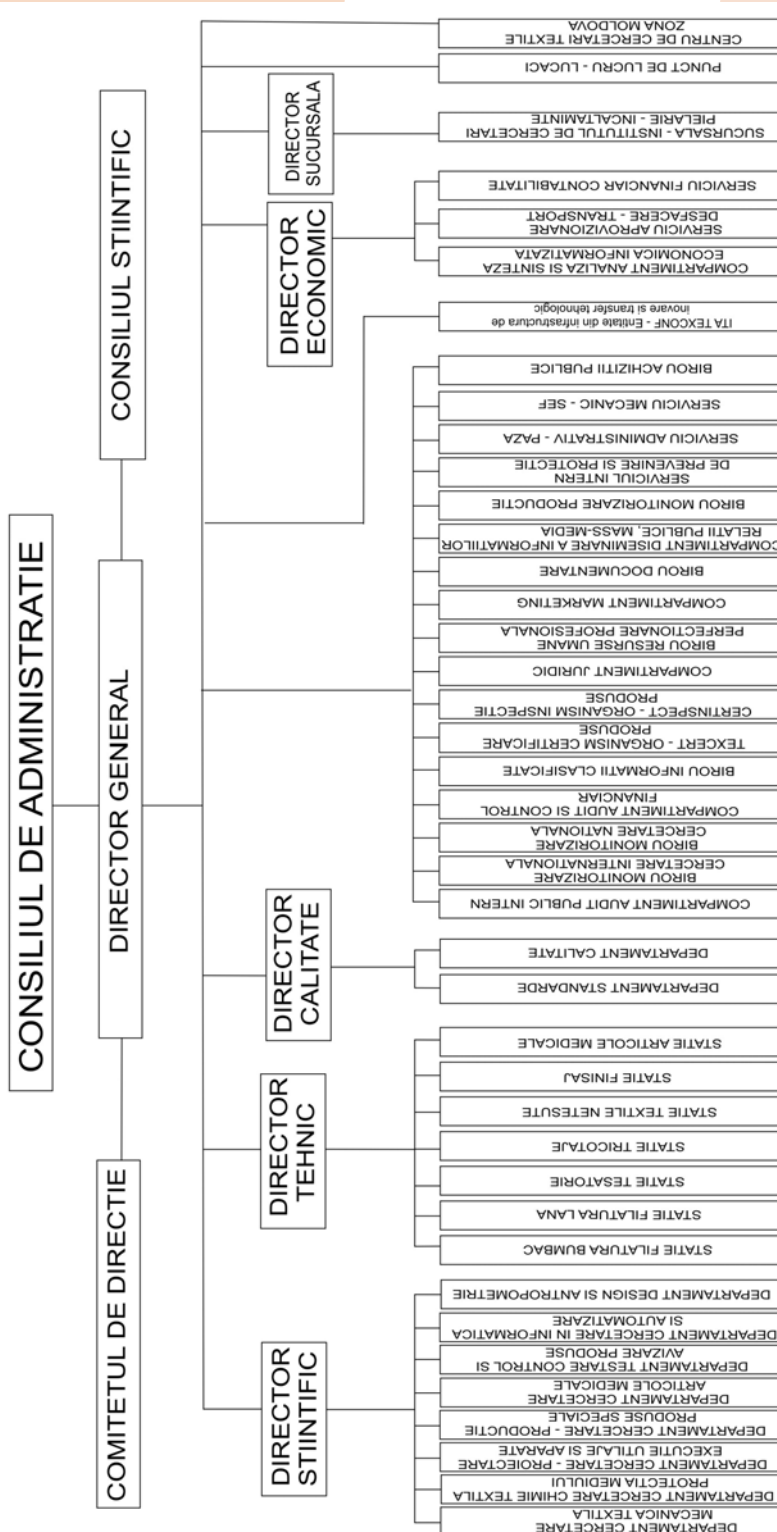 CONSILIUL DE ADMINISTRATIE
COMITETUL DE DIRECTIE
DIRECTOR GENERAL
CONSILIUL STIINTIFIC
DIRECTOR
STIINTIFIC
DEPARTAMENT CERCETARE
MECANICA TEXTILA
DEPARTAMENT CERCETARE CHIMIE TEXTILA
PROTECTIA MEDIULUI
DEPARTAMENT CERCETARE - PROIECTARE
EXECUTIE UTILAJE SI APARATE
DEPARTAMENT CERCETARE - PRODUCTIE
PRODUSE SPECIALE
DEPARTAMENT CERCETARE
ARTICOLE MEDICALE
DEPARTAMENT TESTARE CONTROL SI
AVIZARE PRODUSE
DEPARTAMENT CERCETARE IN INFORMATICA
SI AUTOMATIZARE
DEPARTAMENT DESIGN SI ANTROPOMETRIE
DIRECTOR
TEHNIC
STATIE FILATURA BUMBAC
STATIE FILATURA LANA
STATIE TESATORIE
STATIE TRICOTAJE
STATIE TEXTILE NETESUTE
STATIE FINISAJ
STATIE ARTICOLE MEDICALE
DIRECTOR
CALITATE
DEPARTAMENT STANDARDE
DEPARTAMENT CALITATE
COMPARTIMENT AUDIT PUBLIC INTERN
BIROU MONITORIZARE
CERCETARE INTERNATIONALA
BIROU MONITORIZARE
CERCETARE NATIONALA
COMPARTIMENT AUDIT SI CONTROL
FINANCIAR
BIROU INFORMATII CLASIFICATE
TEXCERT - ORGANISM CERTIFICARE
PRODUSE
CERTINSPECT - ORGANISM INSPECTIE
PRODUSE
COMPARTIMENT JURIDIC
BIROU RESURSE UMANE
PERFECTIONARE PROFESIONALA
COMPARTIMENT MARKETING
BIROU DOCUMENTARE
COMPARTIMENT DISEMINARE A INFORMATIILOR
RELATII PUBLICE, MASS-MEDIA
BIROU MONITORIZARE PRODUCTIE
SERVICIUL INTERN
DE PREVENIRE SI PROTECTIE
SERVICIU ADMINISTRATIV - PAZA
SERVICIU MECANIC - SEF
BIROU ACHIZITII PUBLICE
ITA TEXCONF - Entitate din infrastructura de
inovare si transfer tehnologic
DIRECTOR
ECONOMIC
COMPARTIMENT ANALIZA SI SINTEZA
ECONOMICA INFORMATIZATA
SERVICIU APROVIZIONARE
DESFACERE - TRANSPORT
SERVICIU FINANCIAR CONTABILITATE
DIRECTOR
SUCURSALA
SUCURSALA - INSTITUTUL DE CERCETARI
PIELARIE - INCALTAMINTE
PUNCT DE LUCRU - LUCACI
CENTRU DE CERCETARI TEXTILE
ZONA MOLDOVA